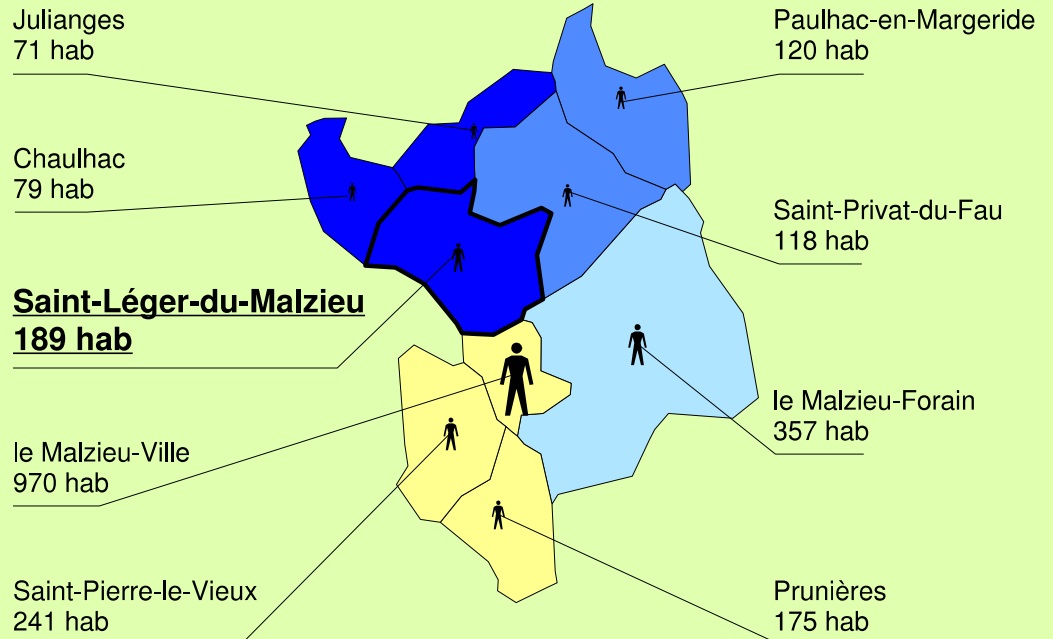 Julianges
71 hab
Paulhac-en-Margeride
120 hab
Chaulhac
79 hab
Saint-Privat-du-Fau
118 hab
Saint-Léger-du-Malzieu
189 hab
le Malzieu-Forain
357 hab
le Malzieu-Ville
970 hab
Saint-Pierre-le-Vieux
241 hab
Prunières
175 hab